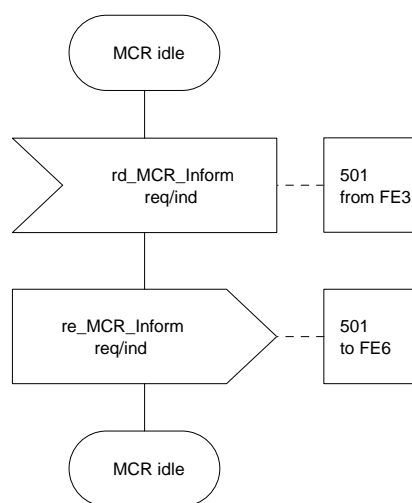 MCR idle
rd_MCR_Inform
req/ind
501
from FE3
re_MCR_Inform
req/ind
501
to FE6
MCR idle